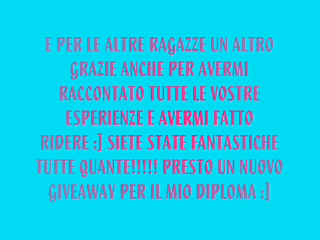 E PER LE ALTRE RAGAZZE UN ALTRO
GRAZIE ANCHE PER AVERMI
RACCONTATO TUTTE LE VOSTRE
ESPERIENZE E AVERMI FATTO
RIDERE :] SIETE STATE FANTASTICHE
TUTTE QUANTE!!!!! PRESTO UN NUOVO
GIVEAWAY PER IL MIO DIPLOMA :]